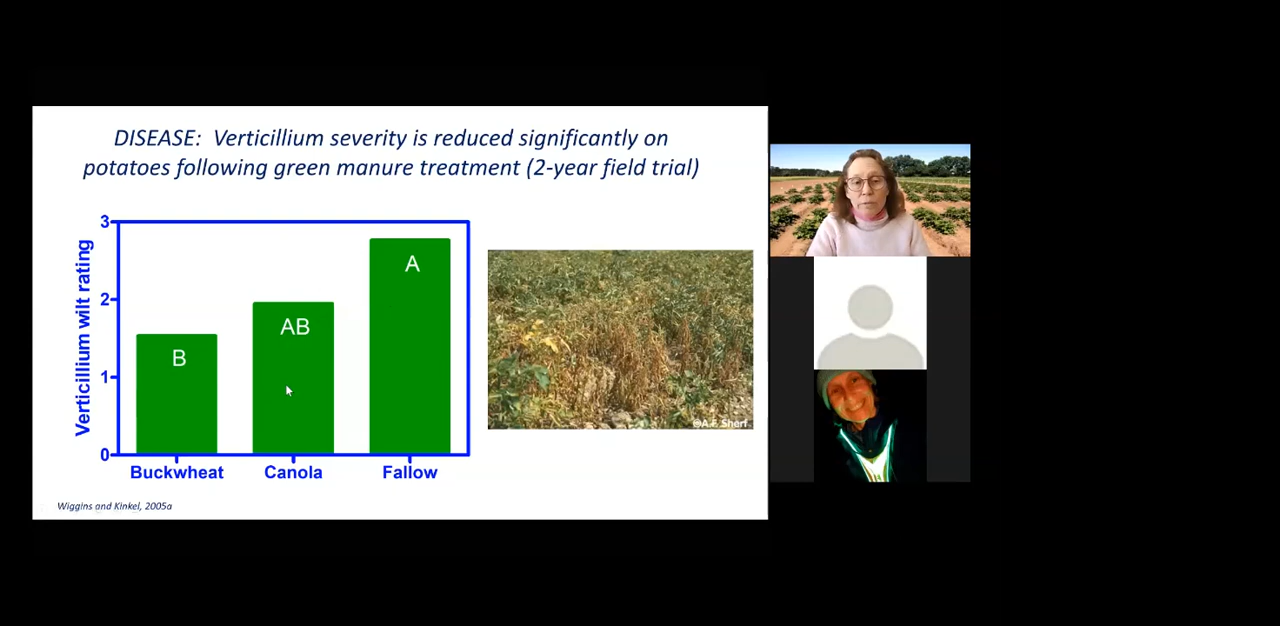 DISEASE: Verticillium severity is reduced significantly on
potatoes following green manure treatment (2-year field trial)
Verticillium wilt rating
3
2
1
0
B
AB
A
Buckwheat
Canola
Fallow
©A.F. Sherf
Wiggins and Kinkel, 2005a